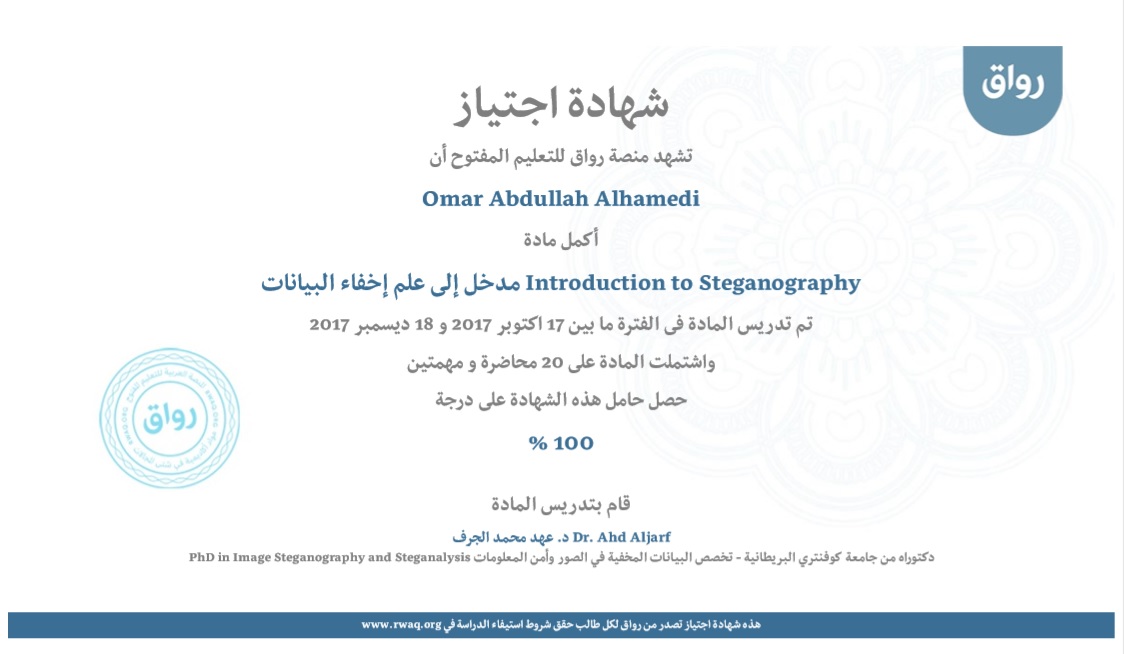 رواق
شهادة اجتياز
تشهد منصة رواق للتعليم المفتوح أن
Omar Abdullah Alhamedi
أكمل مادة
Introduction to Steganography مدخل إلى علم إخفاء البيانات
تم تدريس المادة في الفترة ما بين 17 اكتوبر 2017 و 18 ديسمبر 2017
واشتملت المادة على 20 محاضرة و مهمتين
حصل حامل هذه الشهادة على درجة
% 100
رواق
قام بتدريس المادة
Dr. Ahd Aljarf د. عهد محمد الجرف
دكتوراه من جامعة كوفنتري البريطانية - تخصص البيانات المخفية في الصور وأمن المعلومات PhD in Image Steganography and Steganalysis
هذه شهادة اجتياز تصدر من رواق لكل طالب حقق شروط استيفاء الدراسة في www.rwaq.org